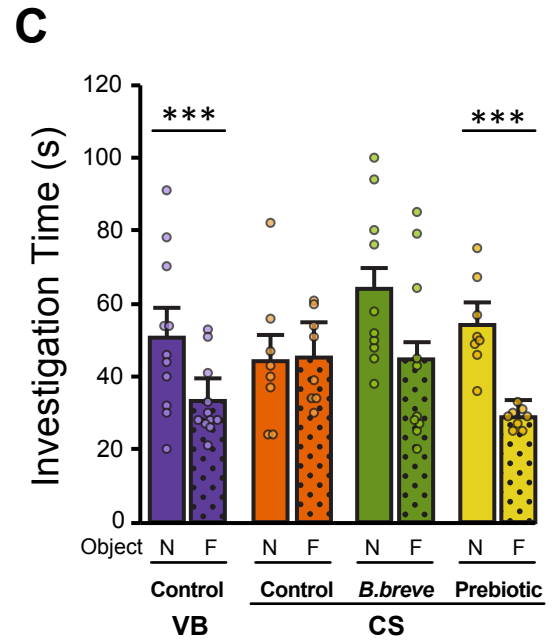 C
Investigation Time (s)
120
100
80
60
40
20
0
***
***
Object N F N F N F N F
Control Control B.breve Prebiotic
VB CS